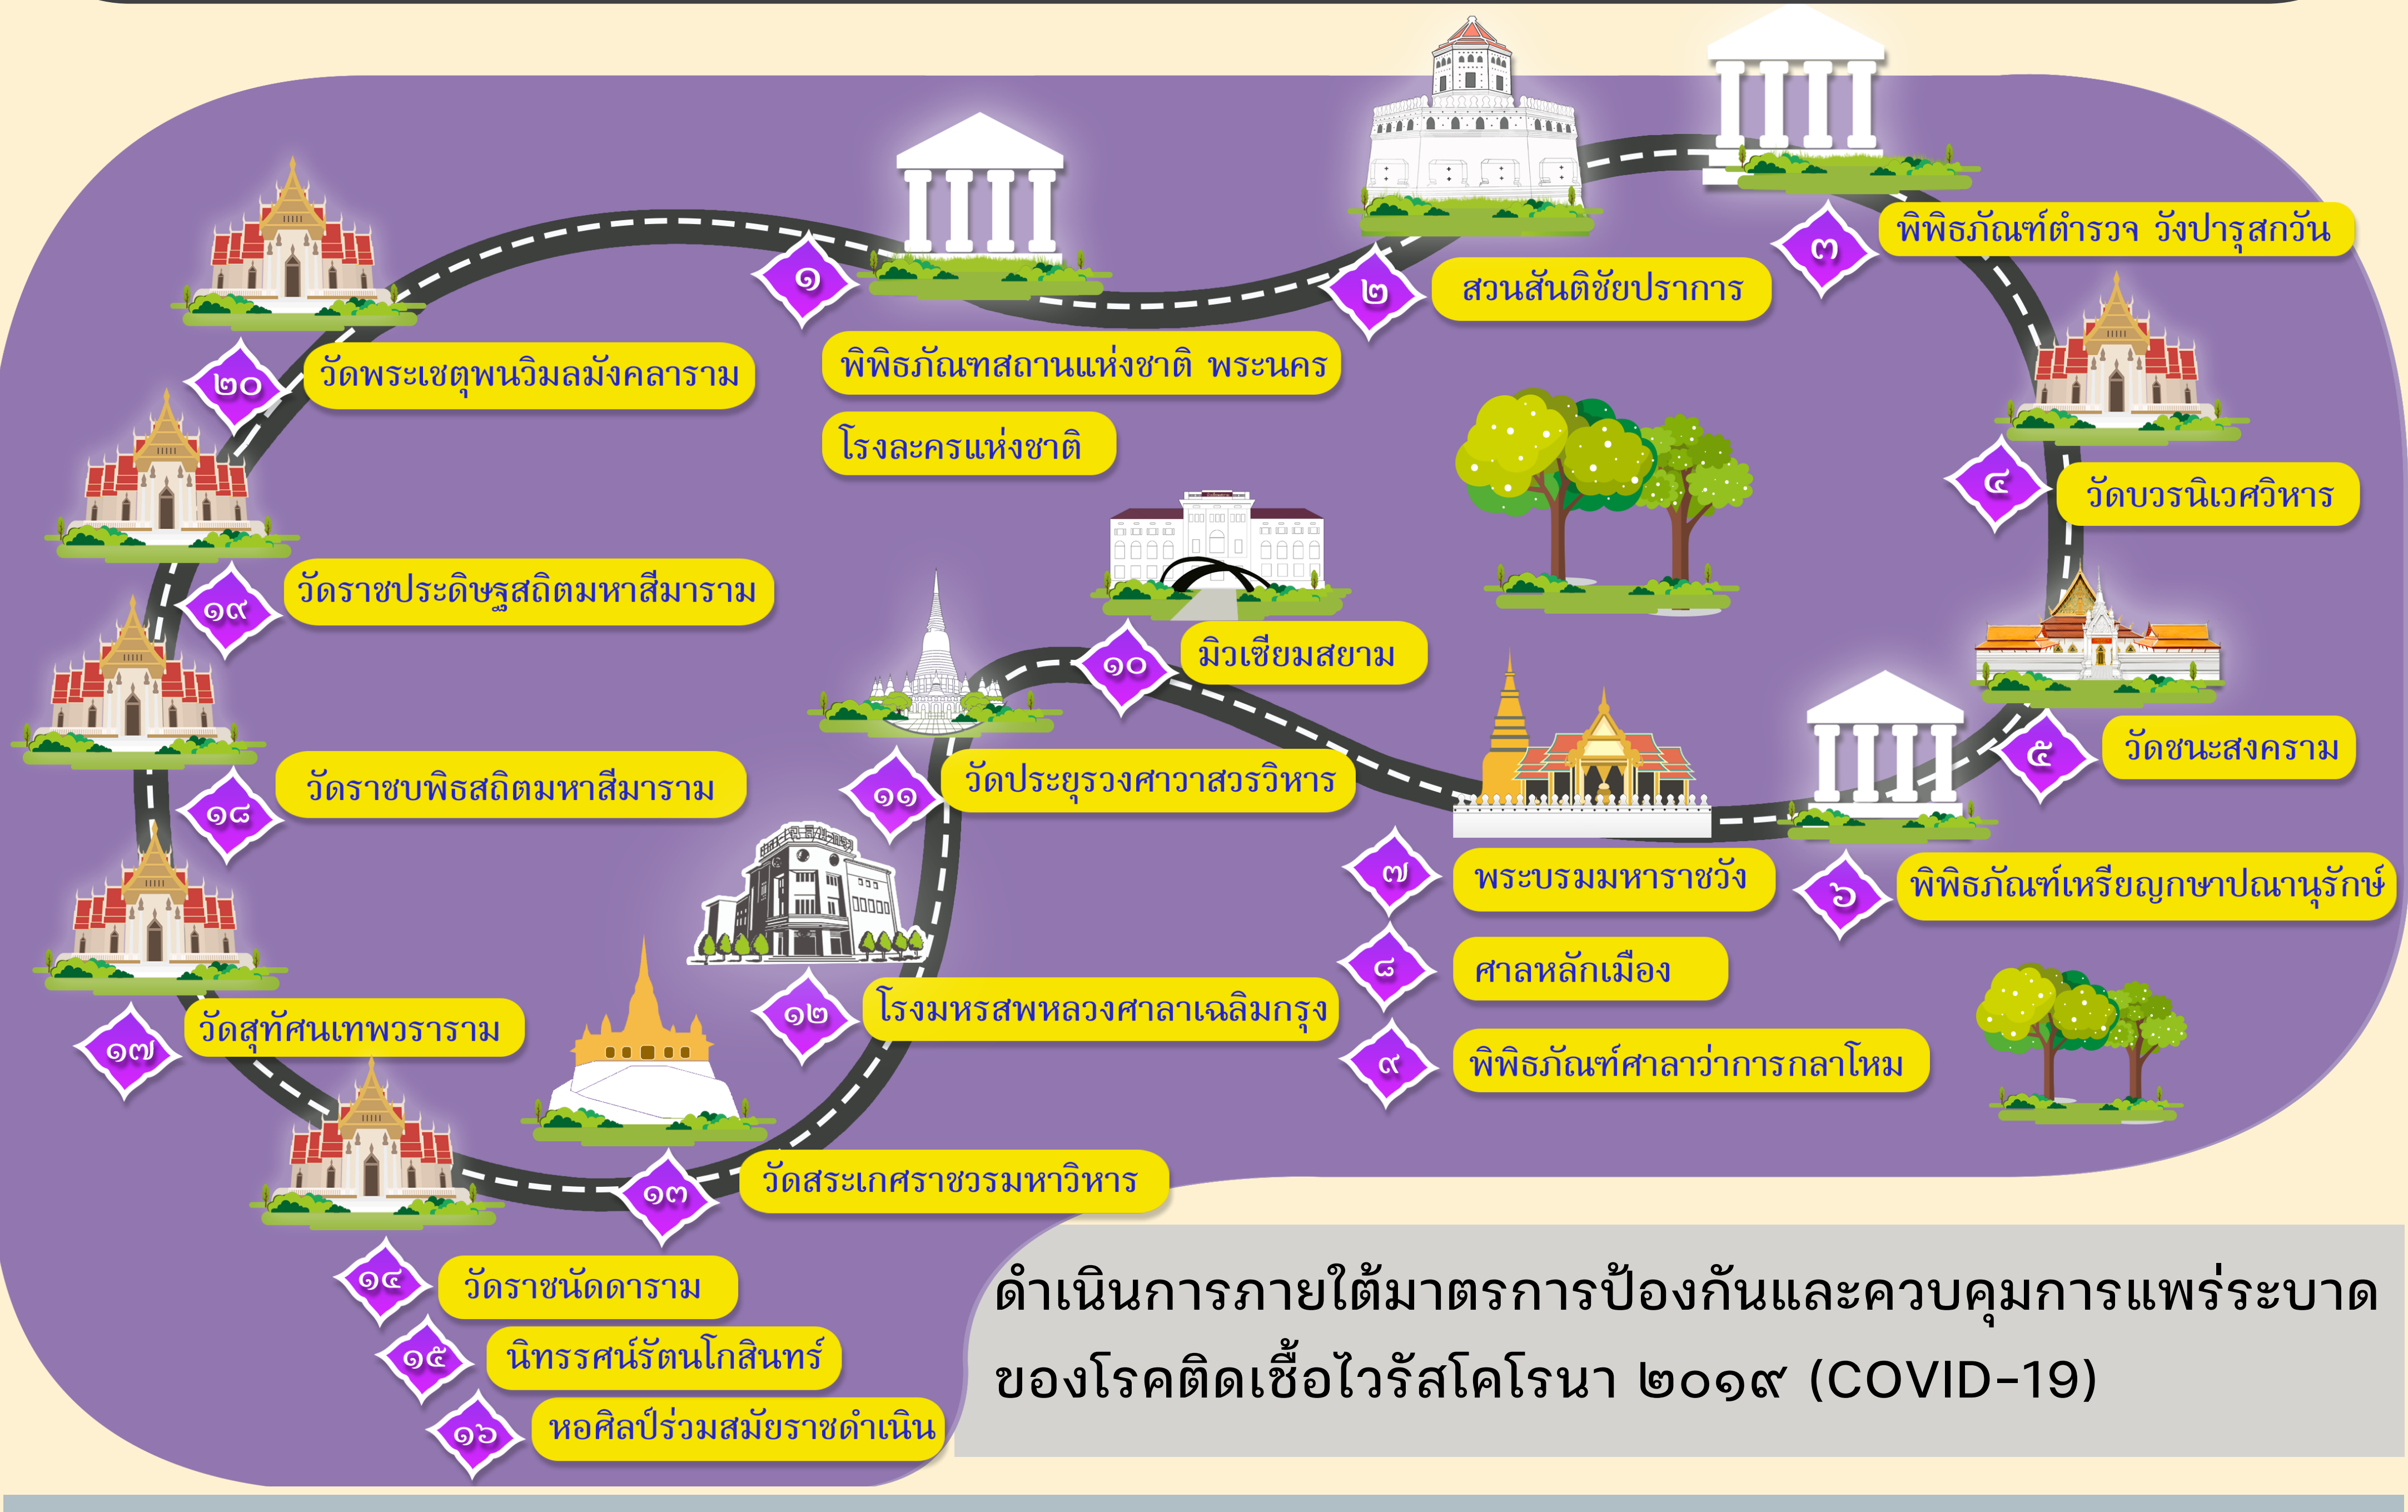 ๑
พิพิธภัณฑสถานแห่งชาติ พระนคร
โรงละครแห่งชาติ
๒
สวนสันติชัยปราการ
๓
พิพิธภัณฑ์ตำรวจ วังปารุสกวัน
๔
วัดบวรนิเวศวิหาร
๕
วัดชนะสงคราม
๖
พิพิธภัณฑ์เหรียญกษาปณานุรักษ์
๗
พระบรมมหาราชวัง
๘
ศาลหลักเมือง
๙
พิพิธภัณฑ์ศาลาว่าการกลาโหม
๑๐
มิวเซียมสยาม
๑๑
วัดประยุรวงศาวาสวรวิหาร
๑๒
โรงมหรสพหลวงศาลาเฉลิมกรุง
๑๓
วัดสระเกศราชวรมหาวิหาร
๑๔
วัดราชนัดดาราม
๑๕
นิทรรศน์รัตนโกสินทร์
๑๖
หอศิลป์ร่วมสมัยราชดำเนิน
๑๗
วัดสุทัศนเทพวราราม
๑๘
วัดราชบพิธสถิตมหาสีมาราม
๑๙
วัดราชประดิษฐสถิตมหาสีมาราม
๒๐
วัดพระเชตุพนวิมลมังคลาราม
ดำเนินการภายใต้มาตรการป้องกันและควบคุมการแพร่ระบาด
ของโรคติดเชื้อไวรัสโคโรนา ๒๐๑๙ (COVID-19)